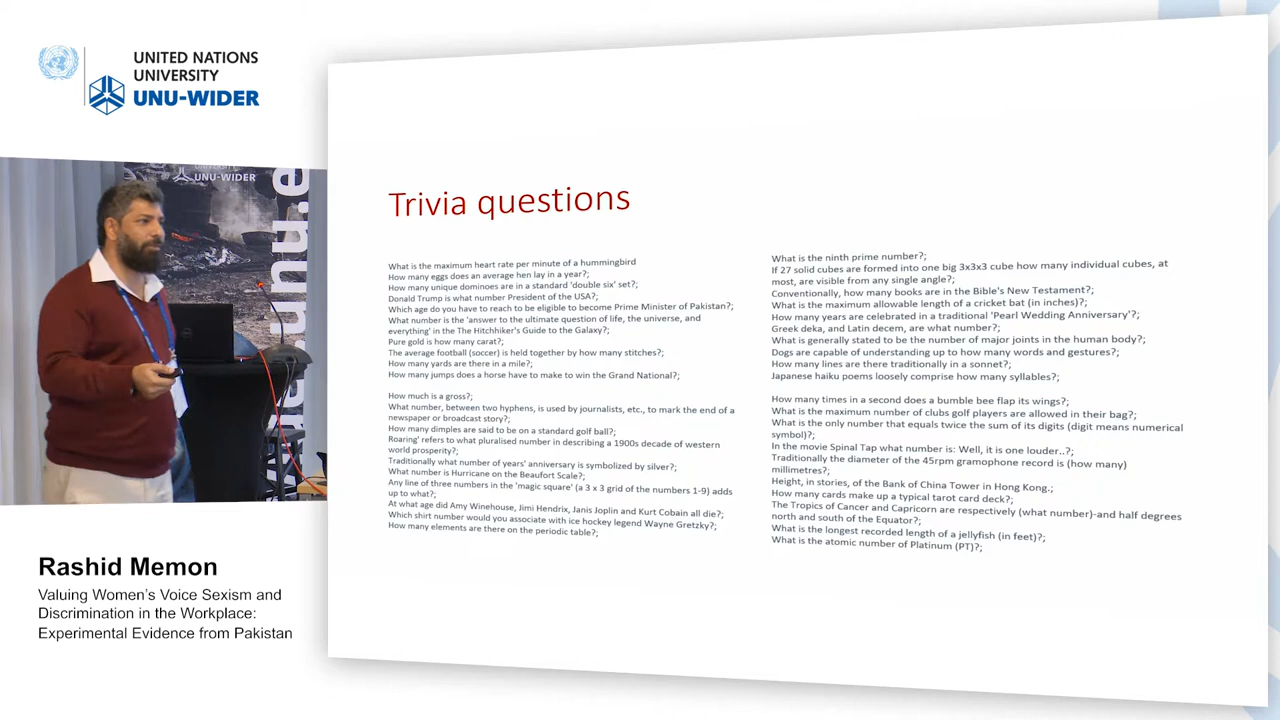 UNITED NATIONS
UNIVERSITY
UNU-WIDER
UNU-WIDER
unu.e
Rashid Memon
Valuing Women's Voice Sexism and
Discrimination in the Workplace:
Experimental Evidence from Pakistan
Trivia questions
What is the maximum heart rate per minute of a hummingbird
How many eggs does an average hen lay in a year?;
How many unique dominoes are in a standard 'double six' set?;
Donald Trump is what number President of the USA?;
Which age do you have to reach to be eligible to become Prime Minister of Pakistan?;
What number is the 'answer to the ultimate question of life, the universe, and
everything' in the The Hitchhiker's Guide to the Galaxy?;
Pure gold is how many carat?;
The average football (soccer) is held together by how many stitches?;
How many yards are there in a mile?;
How many jumps does a horse have to make to win the Grand National?;
How much is a gross?;
What number, between two hyphens, is used by journalists, etc., to mark the end of a
newspaper or broadcast story?;
How many dimples are said to be on a standard golf ball?;
Roaring' refers to what pluralised number in describing a 1900s decade of western
world prosperity?;
Traditionally what number of years' anniversary is symbolized by silver?;
What number is Hurricane on the Beaufort Scale?;
Any line of three numbers in the 'magic square' (a 3 x 3 grid of the numbers 1-9) adds
up to what?;
At what age did Amy Winehouse, Jimi Hendrix, Janis Joplin and Kurt Cobain all die?;
Which shirt number would you associate with ice hockey legend Wayne Gretzky?;
How many elements are there on the periodic table?;
What is the ninth prime number?;
If 27 solid cubes are formed into one big 3x3x3 cube how many individual cubes, at
most, are visible from any single angle?;
Conventionally, how many books are in the Bible's New Testament?;
What is the maximum allowable length of a cricket bat (in inches)?;
How many years are celebrated in a traditional 'Pearl Wedding Anniversary'?;
Greek deka, and Latin decem, are what number?;
What is generally stated to be the number of major joints in the human body?;
Dogs are capable of understanding up to how many words and gestures?;
How many lines are there traditionally in a sonnet?;
Japanese haiku poems loosely comprise how many syllables?;
How many times in a second does a bumble bee flap its wings?;
What is the maximum number of clubs golf players are allowed in their bag?;
What is the only number that equals twice the sum of its digits (digit means numerical
symbol)?;
In the movie Spinal Tap what number is: Well, it is one louder..?;
Traditionally the diameter of the 45rpm gramophone record is (how many)
millimetres?;
Height, in stories, of the Bank of China Tower in Hong Kong.;
How many cards make up a typical tarot card deck?;
The Tropics of Cancer and Capricorn are respectively (what number)-and half degrees
north and south of the Equator?;
What is the longest recorded length of a jellyfish (in feet)?;
What is the atomic number of Platinum (PT)?;